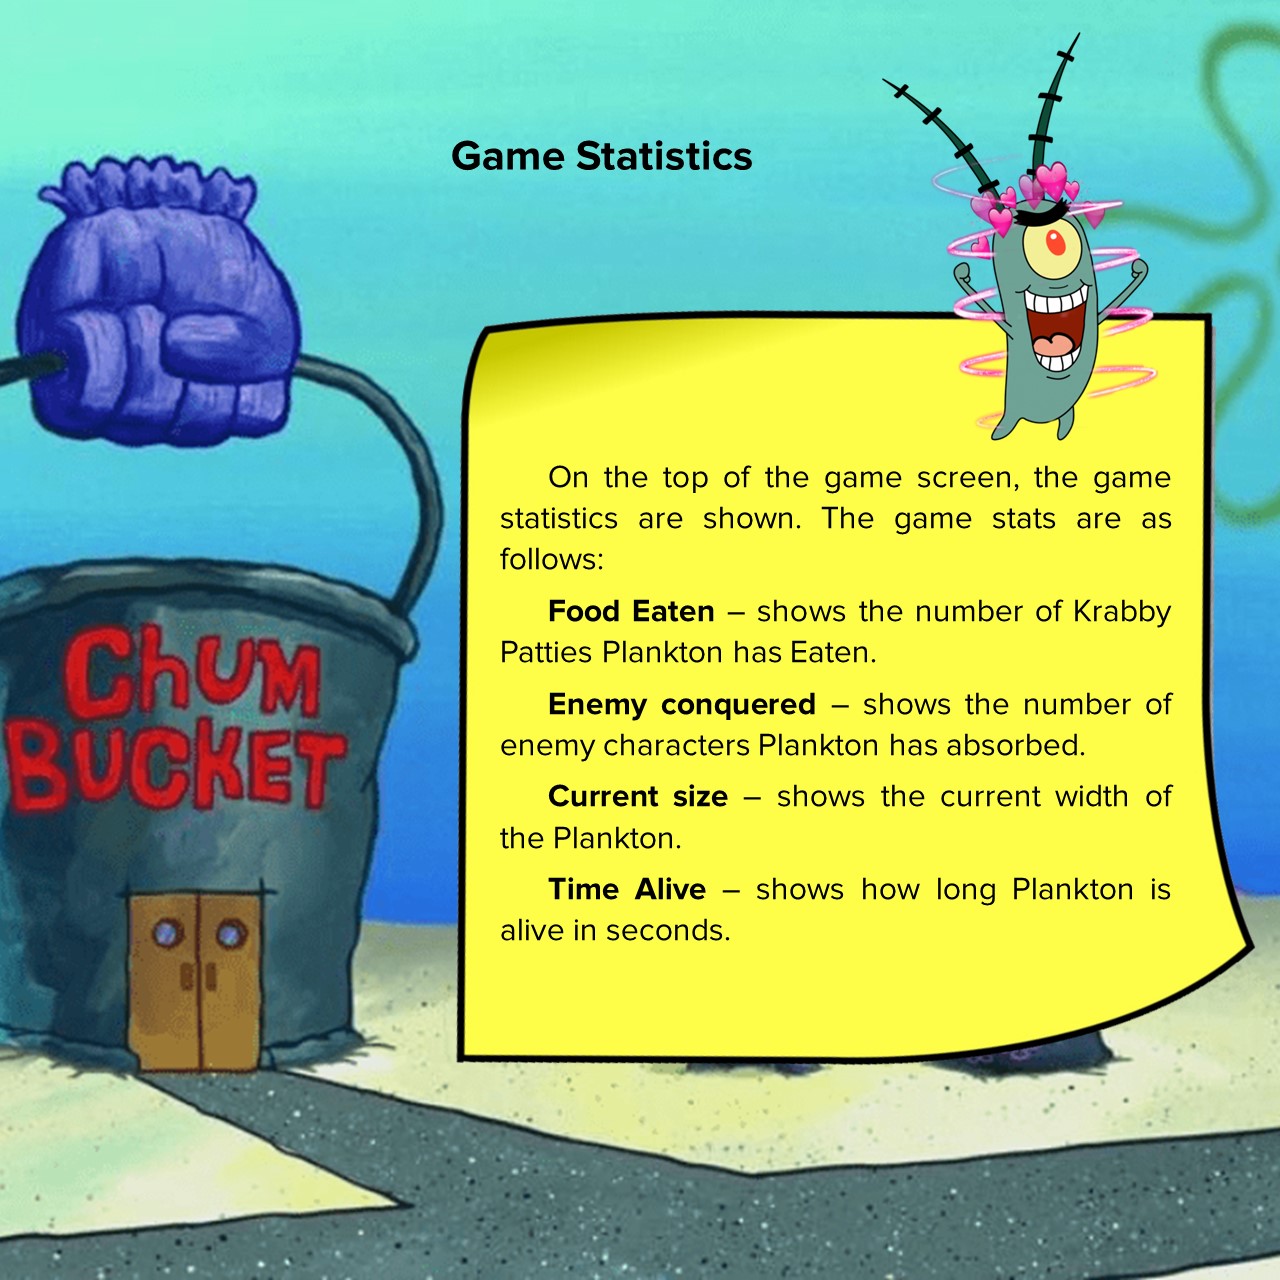 Game Statistics
CHUM
BUCKET
On the top of the game screen, the game
statistics are shown. The game stats are as
follows:
Food Eaten – shows the number of Krabby
Patties Plankton has Eaten.
Enemy conquered – shows the number of
enemy characters Plankton has absorbed.
Current size – shows the current width of
the Plankton.
Time Alive – shows how long Plankton is
alive in seconds.